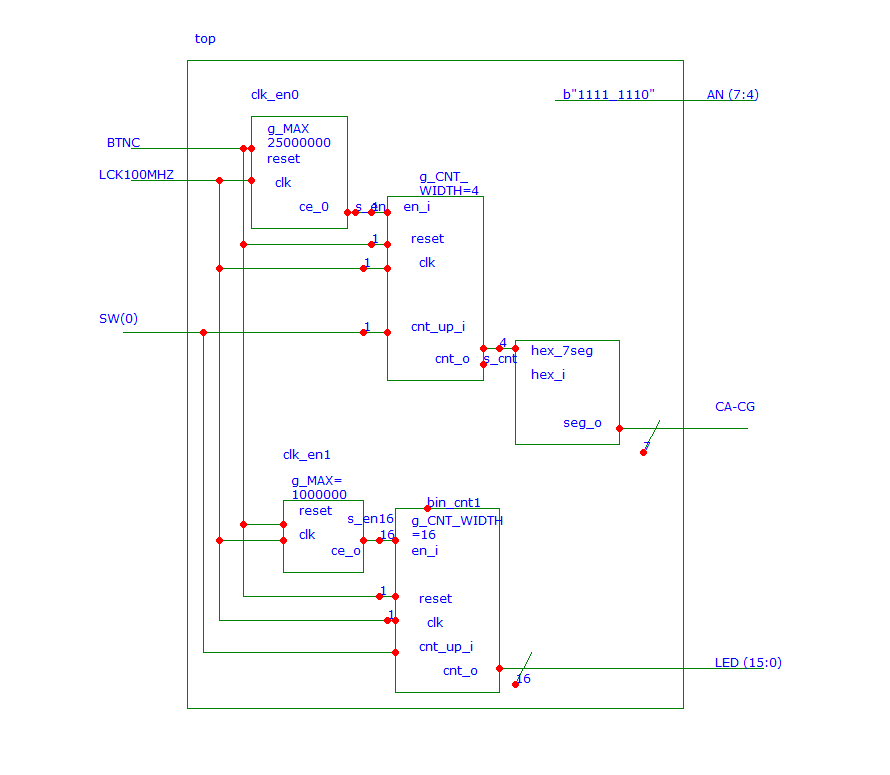 top
clk_en0
b"1111_1110"
AN (7:4)
g_MAX
25000000
BTNC
reset
LCK100MHZ
clk
g_CNT_
WIDTH=4
ce_0
s_en
1
en_i
1
reset
1
clk
SW(0)
1
cnt_up_i
4
hex_7seg
cnt_o
s_cnt
hex_i
CA-CG
seg_o
7
clk_en1
g_MAX=
1000000
bin_cnt1
reset
s_en16
g_CNT_WIDTH
clk
16
=16
ce_o
en_i
1
reset
1
clk
cnt_up_i
cnt_o
LED (15:0)
16